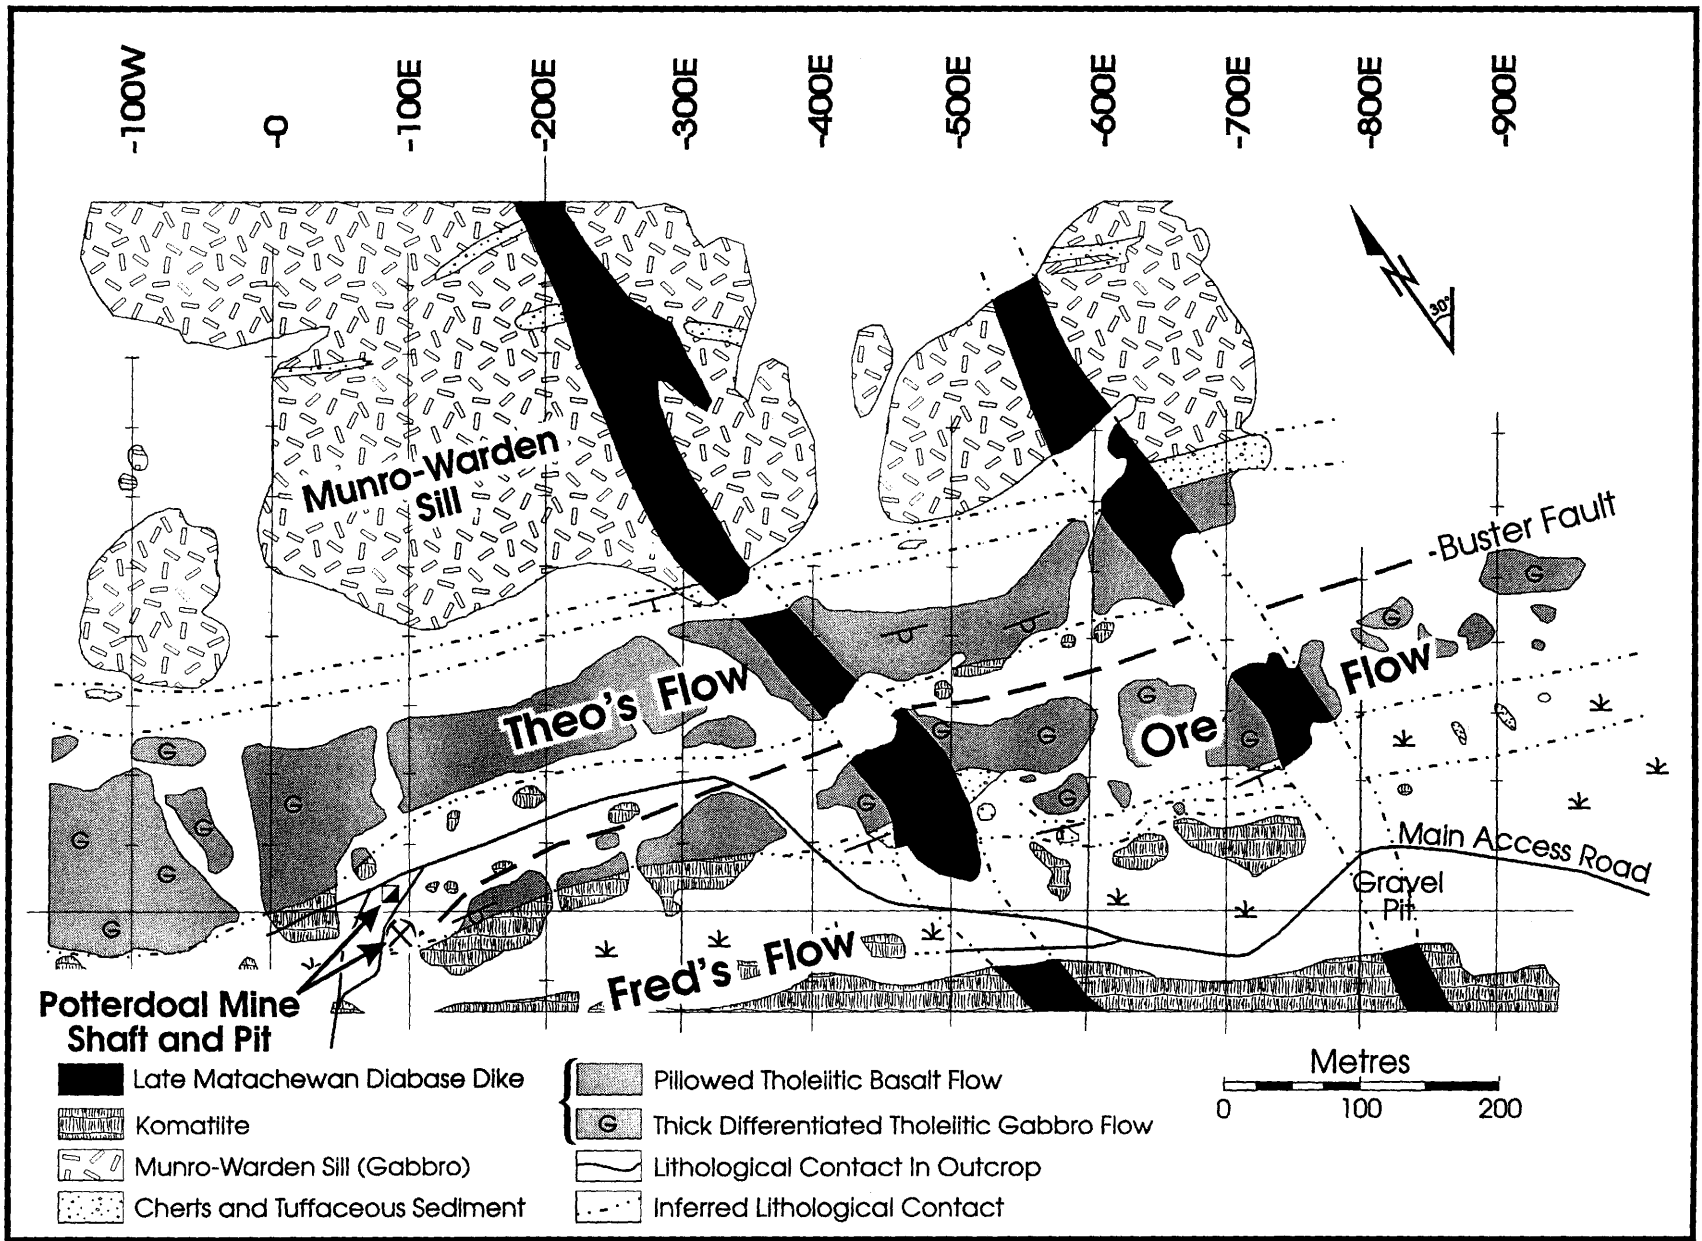 -100W
-0
-100E
-200E
-300E
-400E
-500E
-600E
-700E
-800E
-900E
30°
Munro-Warden
Sill
-Buster Fault
Theo's Flow
Ore Flow
G
G
G
G
G
G
G
G
G
G
G
G
G
G
Main Access Road
Gravel
Pit
Fred's Flow
Potterdoal Mine
Shaft and Pit
Late Matachewan Diabase Dike
Komatiite
Munro-Warden Sill (Gabbro)
Cherts and Tuffaceous Sediment
Pillowed Tholeiitic Basalt Flow
G Thick Differentiated Tholeiitic Gabbro Flow
Lithological Contact In Outcrop
Inferred Lithological Contact
Metres
0 100 200